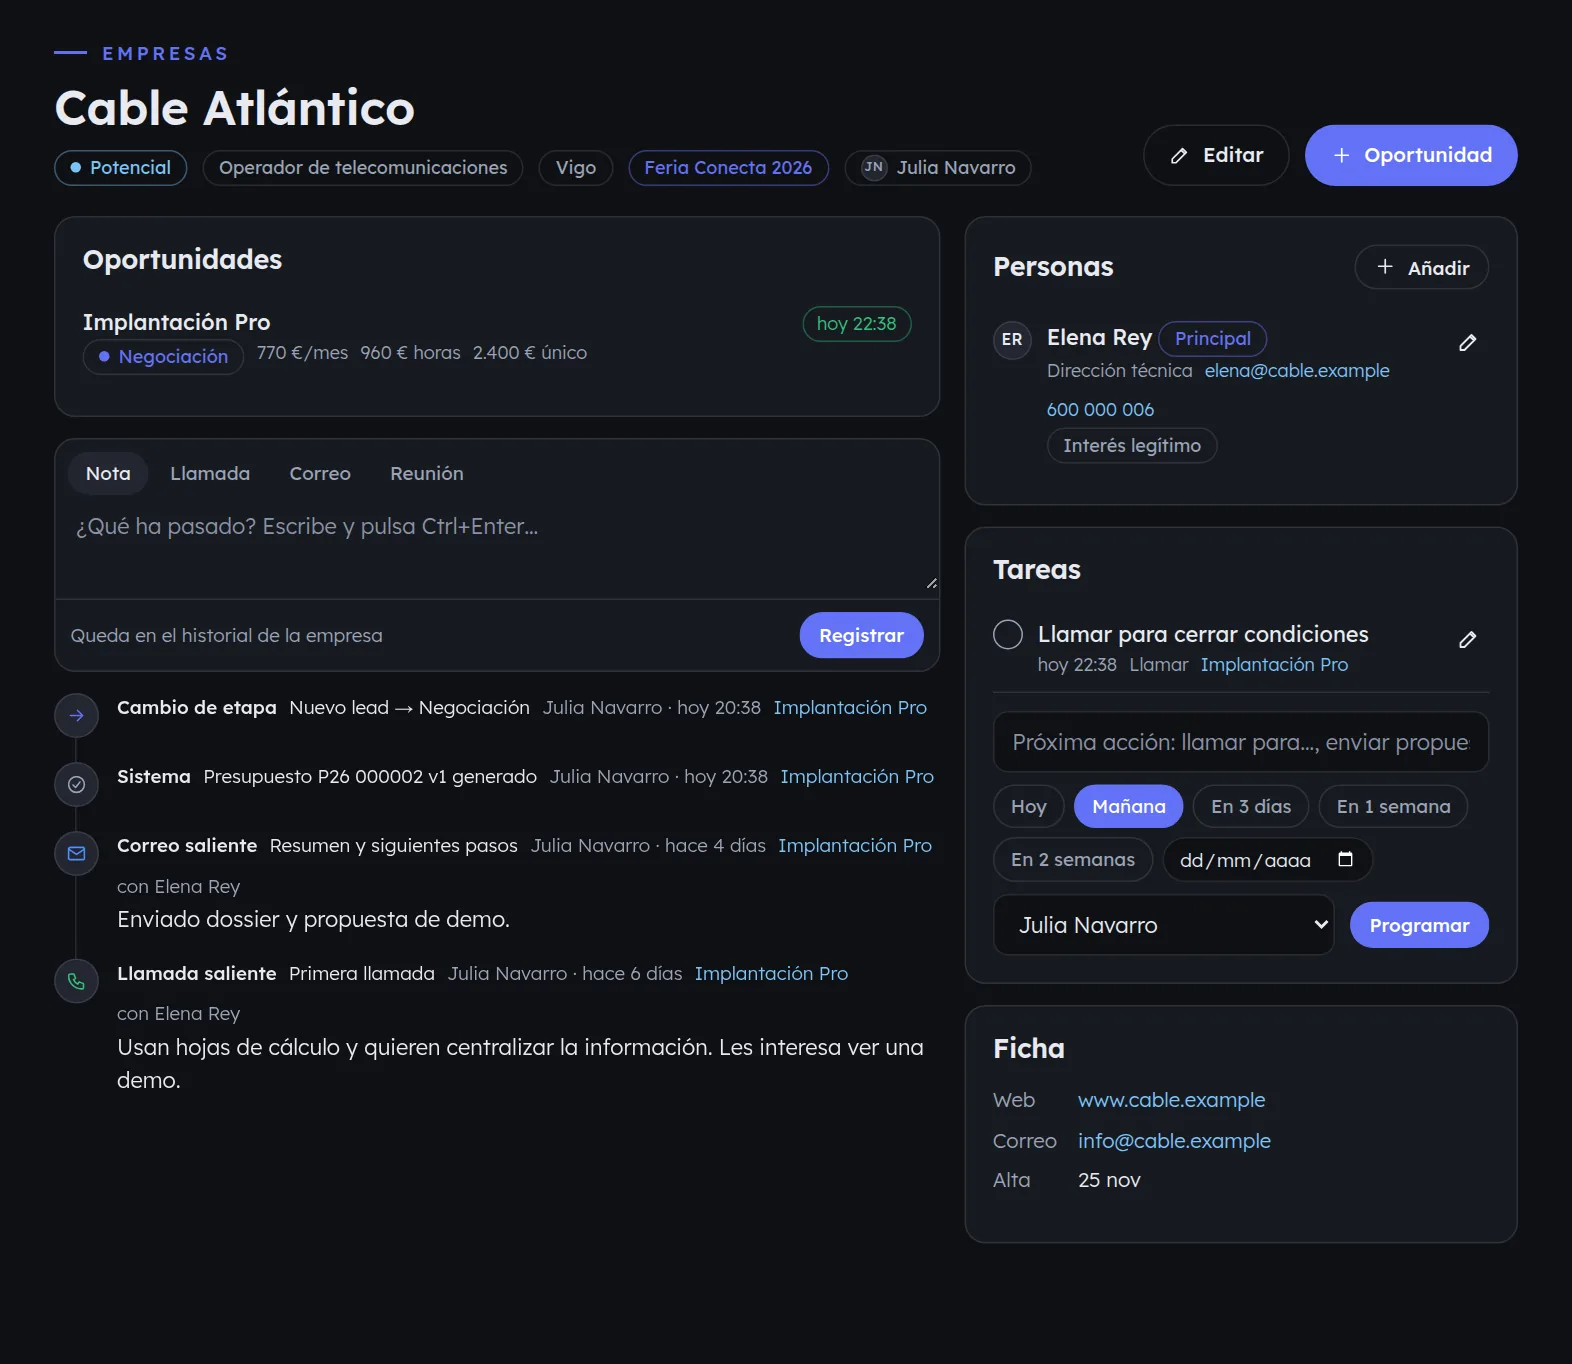 EMPRESAS
Cable Atlántico
Potencial
Operador de telecomunicaciones
Vigo
Feria Conecta 2026
JN Julia Navarro
Editar
+ Oportunidad
Oportunidades
Implantación Pro
hoy 22:38
Negociación 770 €/mes 960 € horas 2.400 € único
Nota Llamada Correo Reunión
¿Qué ha pasado? Escribe y pulsa Ctrl+Enter...
Queda en el historial de la empresa
Registrar
Cambio de etapa Nuevo lead → Negociación Julia Navarro · hoy 20:38 Implantación Pro
Sistema Presupuesto P26 000002 v1 generado Julia Navarro · hoy 20:38 Implantación Pro
Correo saliente Resumen y siguientes pasos Julia Navarro · hace 4 días Implantación Pro
con Elena Rey
Enviado dossier y propuesta de demo.
Llamada saliente Primera llamada Julia Navarro · hace 6 días Implantación Pro
con Elena Rey
Usan hojas de cálculo y quieren centralizar la información. Les interesa ver una
demo.
Personas
+ Añadir
ER Elena Rey Principal
Dirección técnica elena@cable.example
600 000 006
Interés legítimo
Tareas
Llamar para cerrar condiciones
hoy 22:38 Llamar Implantación Pro
Próxima acción: llamar para..., enviar propue
Hoy Mañana En 3 días En 1 semana
En 2 semanas dd/mm/aaaa
Julia Navarro
Programar
Ficha
Web www.cable.example
Correo info@cable.example
Alta 25 nov